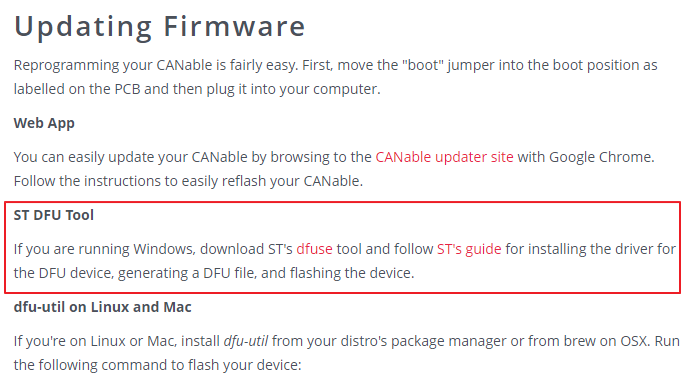 Updating Firmware
Reprogramming your CANable is fairly easy. First, move the "boot" jumper into the boot position as
labelled on the PCB and then plug it into your computer.
Web App
You can easily update your CANable by browsing to the CANable updater site with Google Chrome.
Follow the instructions to easily reflash your CANable.
ST DFU Tool
If you are running Windows, download ST's dfuse tool and follow ST's guide for installing the driver for
the DFU device, generating a DFU file, and flashing the device.
dfu-util on Linux and Mac
If you're on Linux or Mac, install dfu-util from your distro's package manager or from brew on OSX. Run
the following command to flash your device: